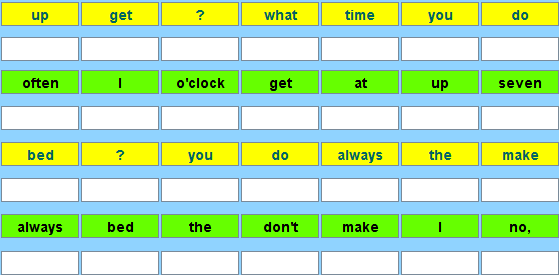 up get ? what time you do
often I o'clock get at up seven
bed ? you do always the make
always bed the don't make I no,